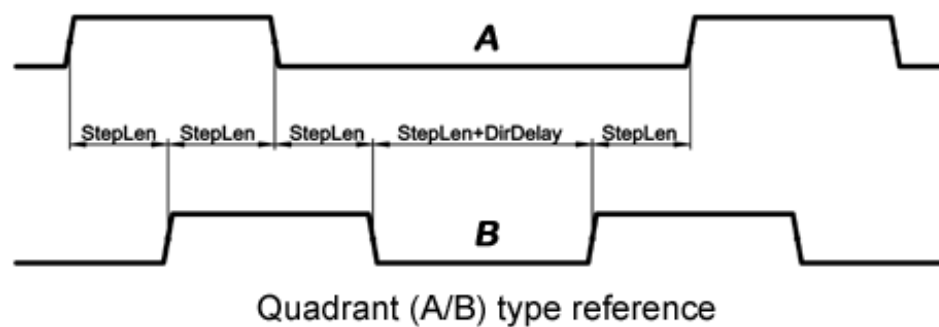 A
StepLen StepLen StepLen StepLen+DirDelay StepLen
B
Quadrant (A/B) type reference